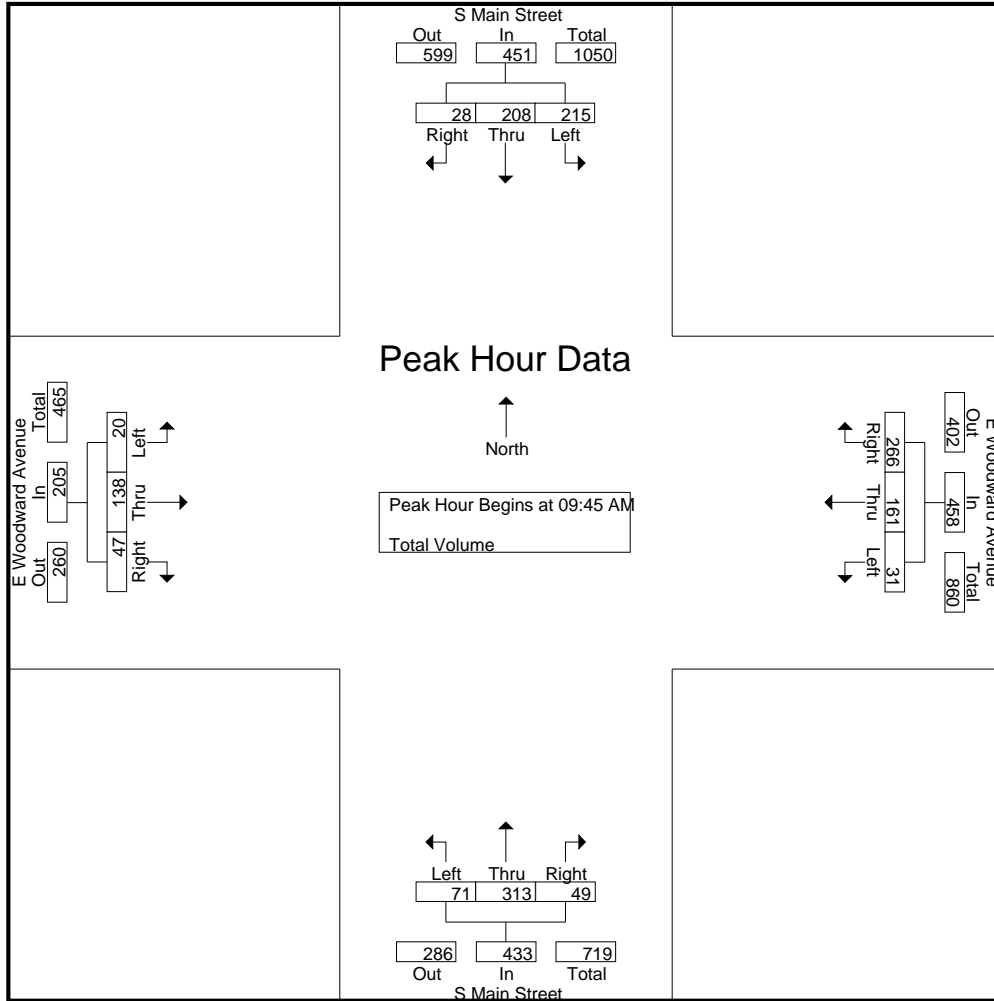 S Main Street
Out In Total
599 451 1050
28 208 215
Right Thru Left
Peak Hour Data
North
Peak Hour Begins at 09:45 AM
Total Volume
E Woodward Avenue
Out In Total
260 205 465
47 138 20
Right Thru Left
E Woodward Avenue
Out In Total
402 458 860
266 161 31
Right Thru Left
Left Thru Right
71 313 49
286 433 719
Out In Total
S Main Street